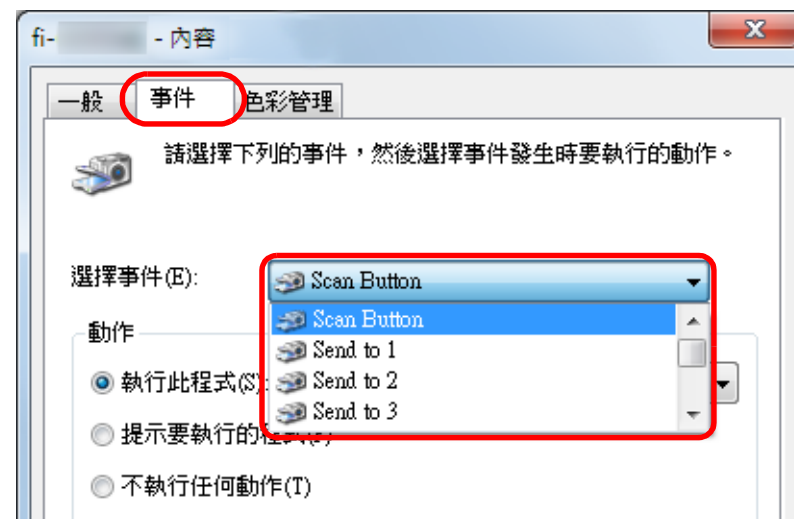 fi- - 內容
一般 事件 色彩管理
請選擇下列的事件，然後選擇事件發生時要執行的動作。
選擇事件(E): Scan Button
Scan Button
動作
Send to 1
執行此程式(S): Send to 2
Send to 3
提示要執行的程式
不執行任何動作(T)